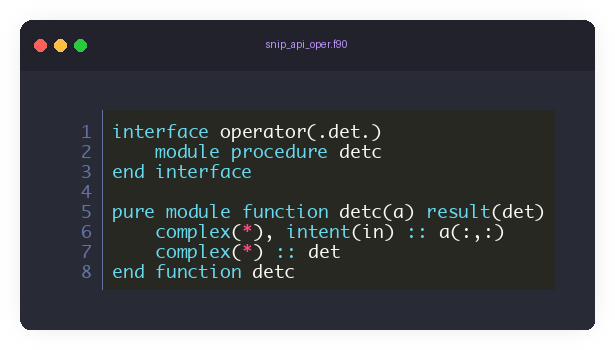 snip_api_oper.f90
1 interface operator(.det.)
2     module procedure detc
3 end interface
4
5 pure module function detc(a) result(det)
6     complex(*), intent(in) :: a(:,:)
7     complex(*) :: det
8 end function detc